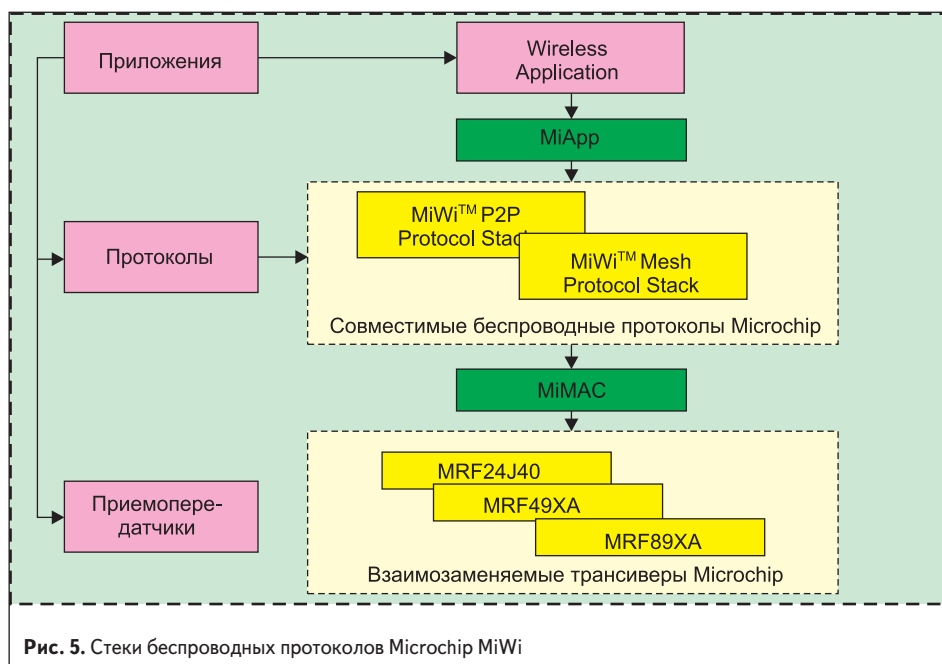 Приложения
Wireless
Application
MiApp
Протоколы
MiWi™ P2P
Protocol Stack
MiWi™ Mesh
Protocol Stack
Совместимые беспроводные протоколы Microchip
MiMAC
Приемопере-
датчики
MRF24J40
MRF49XA
MRF89XA
Взаимозаменяемые трансиверы Microchip
Рис. 5. Стеки беспроводных протоколов Microchip MiWi